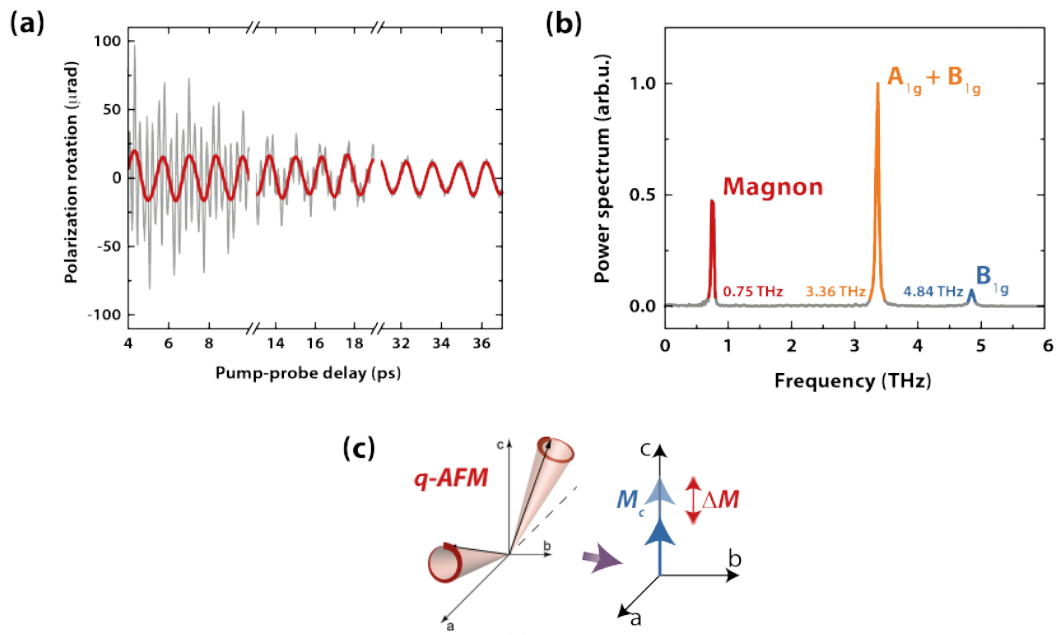 (a)
Polarization rotation (μrad)
100
50
0
-50
-100
4 6 8 14 16 18 32 34 36
Pump-probe delay (ps)
(b)
Power spectrum (arb.u.)
1.0
0.5
0.0
A1g + B1g
Magnon
0.75 THz 3.36 THz 4.84 THz B1g
0 1 2 3 4 5 6
Frequency (THz)
(c)
q-AFM
c
b
a
c
Mc ΔM
b
a